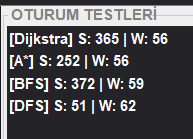 OTURUM TESTLERİ
[Dijkstra] S: 365 | W: 56
[A*] S: 252 | W: 56
[BFS] S: 372 | W: 59
[DFS] S: 51 | W: 62